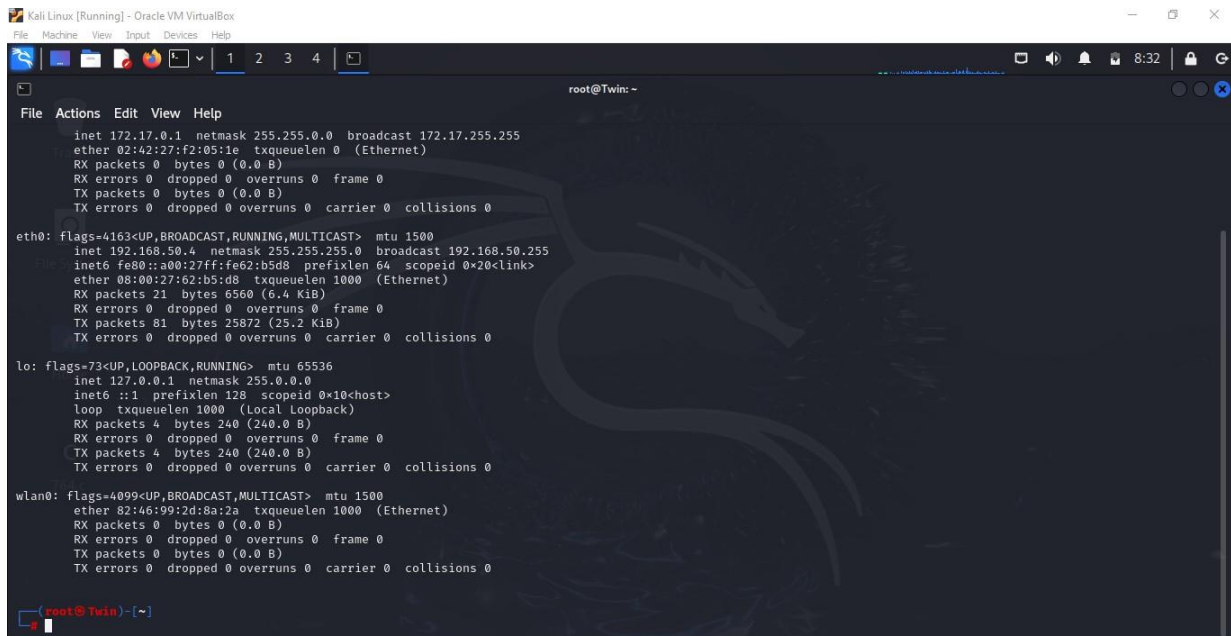 Kali Linux [Running] - Oracle VM VirtualBox
File Machine View Input Devices Help
1 2 3 4 8:32
root@Twin: ~
File Actions Edit View Help
inet 172.17.0.1 netmask 255.255.0.0 broadcast 172.17.255.255
ether 02:42:27:f2:05:1e txqueuelen 0 (Ethernet)
RX packets 0 bytes 0 (0.0 B)
RX errors 0 dropped 0 overruns 0 frame 0
TX packets 0 bytes 0 (0.0 B)
TX errors 0 dropped 0 overruns 0 carrier 0 collisions 0
eth0: flags=4163<UP,BROADCAST,RUNNING,MULTICAST> mtu 1500
inet 192.168.50.4 netmask 255.255.255.0 broadcast 192.168.50.255
inet6 fe80::a00:27ff:fe62:b5d8 prefixlen 64 scopeid 0×20<link>
ether 08:00:27:62:b5:d8 txqueuelen 1000 (Ethernet)
RX packets 21 bytes 6560 (6.4 KiB)
RX errors 0 dropped 0 overruns 0 frame 0
TX packets 81 bytes 25872 (25.2 KiB)
TX errors 0 dropped 0 overruns 0 carrier 0 collisions 0
lo: flags=73<UP,LOOPBACK,RUNNING> mtu 65536
inet 127.0.0.1 netmask 255.0.0.0
inet6 ::1 prefixlen 128 scopeid 0×10<host>
loop txqueuelen 1000 (Local Loopback)
RX packets 4 bytes 240 (240.0 B)
RX errors 0 dropped 0 overruns 0 frame 0
TX packets 4 bytes 240 (240.0 B)
TX errors 0 dropped 0 overruns 0 carrier 0 collisions 0
wlan0: flags=4099<UP,BROADCAST,MULTICAST> mtu 1500
ether 82:46:99:2d:8a:2a txqueuelen 1000 (Ethernet)
RX packets 0 bytes 0 (0.0 B)
RX errors 0 dropped 0 overruns 0 frame 0
TX packets 0 bytes 0 (0.0 B)
TX errors 0 dropped 0 overruns 0 carrier 0 collisions 0
(root㉿Twin)-[~]
#